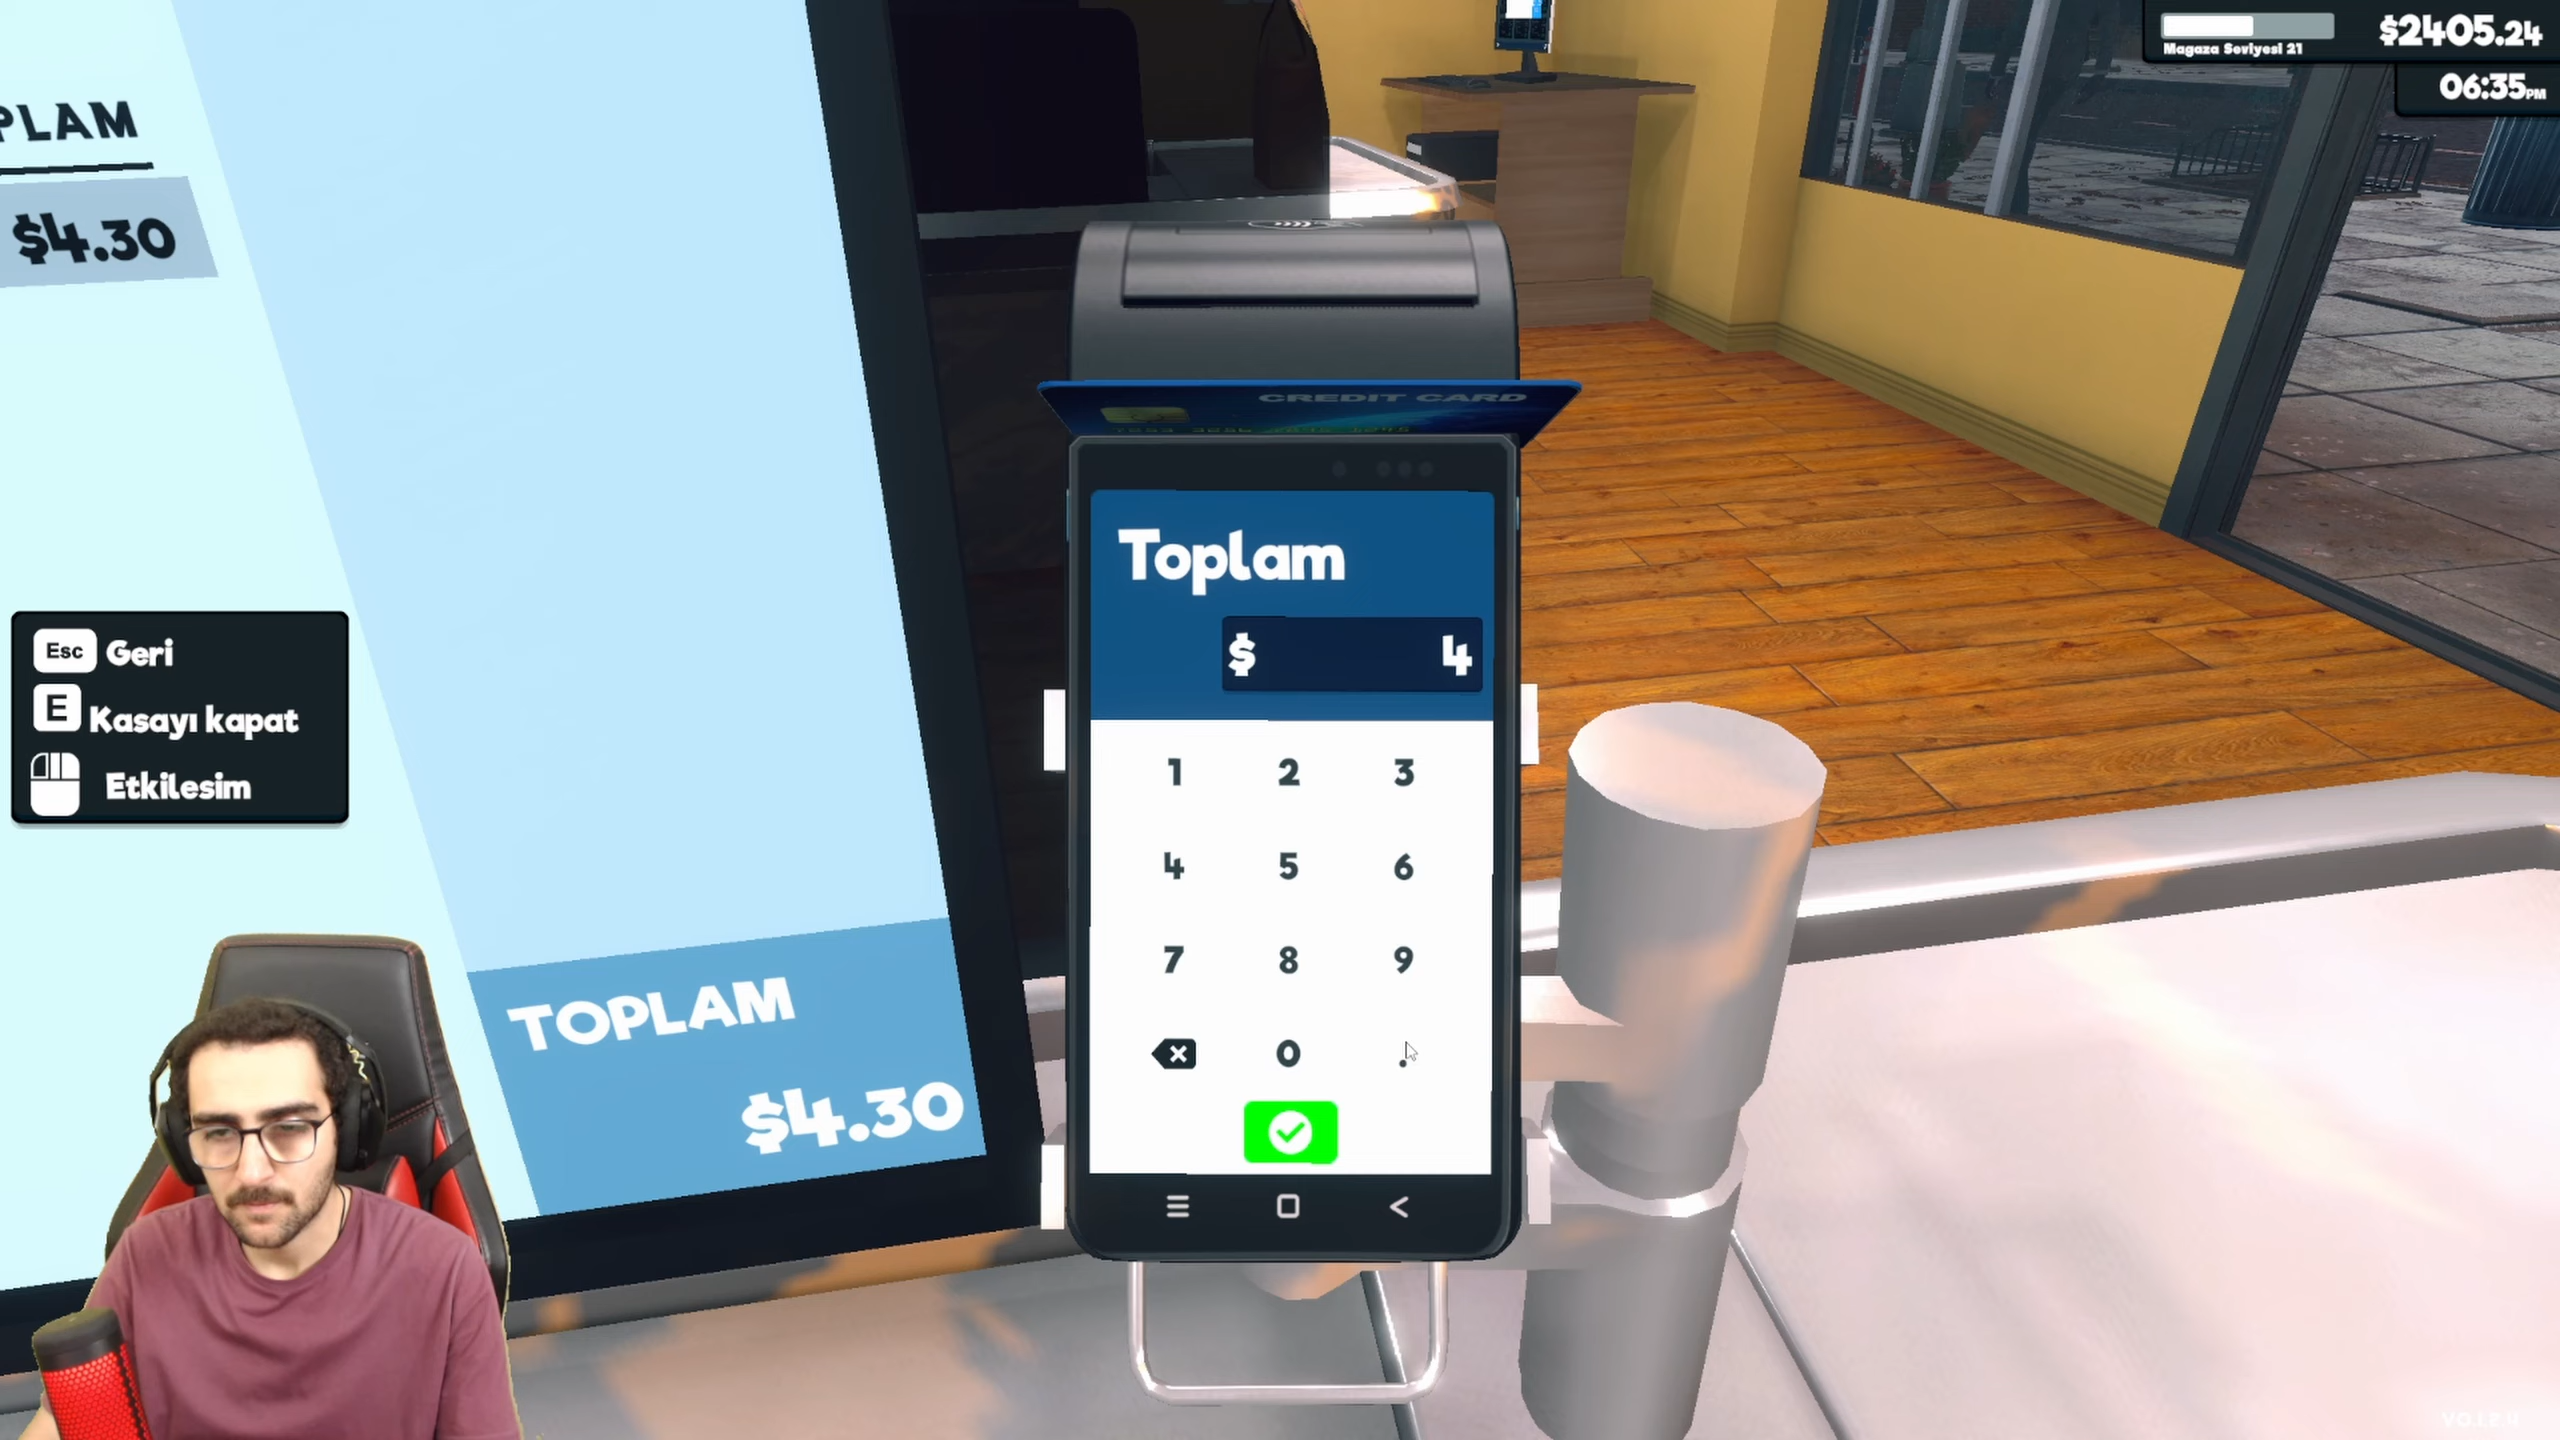 PLAM
$4.30
Esc Geri
E Kasayı kapat
Etkilesim
TOPLAM
$4.30
CREDIT CARD
Toplam
$ 4
1 2 3
4 5 6
7 8 9
0 .
$2405.24
Magaza Seviyesi 21
06:35PM